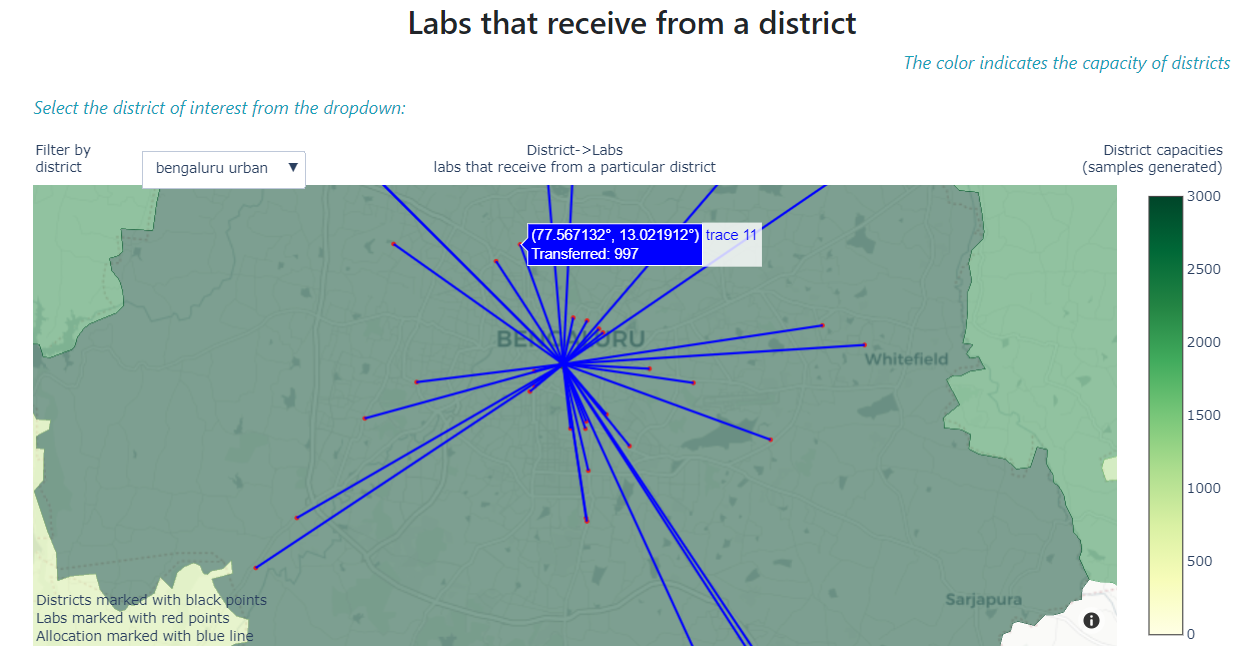 Labs that receive from a district
The color indicates the capacity of districts
Select the district of interest from the dropdown:
Filter by
district
bengaluru urban ▼
District->Labs
labs that receive from a particular district
District capacities
(samples generated)
(77.567132°, 13.021912°) trace 11
Transferred: 997
BENGALURU
Whitefield
Sarjapura
Districts marked with black points
Labs marked with red points
Allocation marked with blue line
3000
2500
2000
1500
1000
500
0